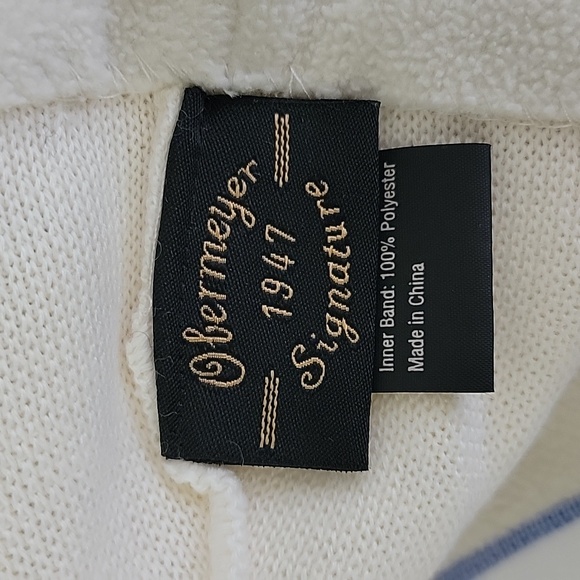 Obermeyer
1947
Signature
Inner Band: 100% Polyester
Made in China